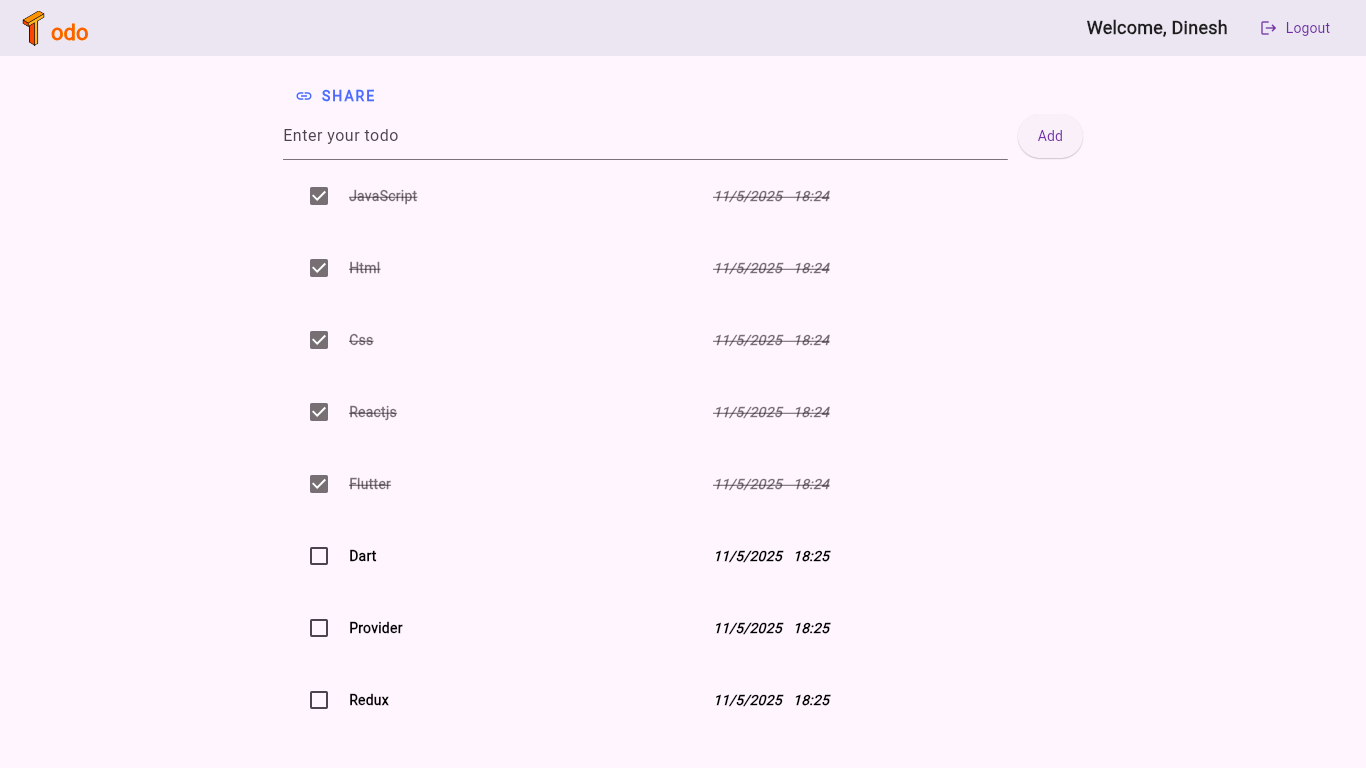 Todo
Welcome, Dinesh
Logout
SHARE
Enter your todo
Add
JavaScript 11/5/2025 18:24
Html 11/5/2025 18:24
Css 11/5/2025 18:24
Reactjs 11/5/2025 18:24
Flutter 11/5/2025 18:24
Dart 11/5/2025 18:25
Provider 11/5/2025 18:25
Redux 11/5/2025 18:25